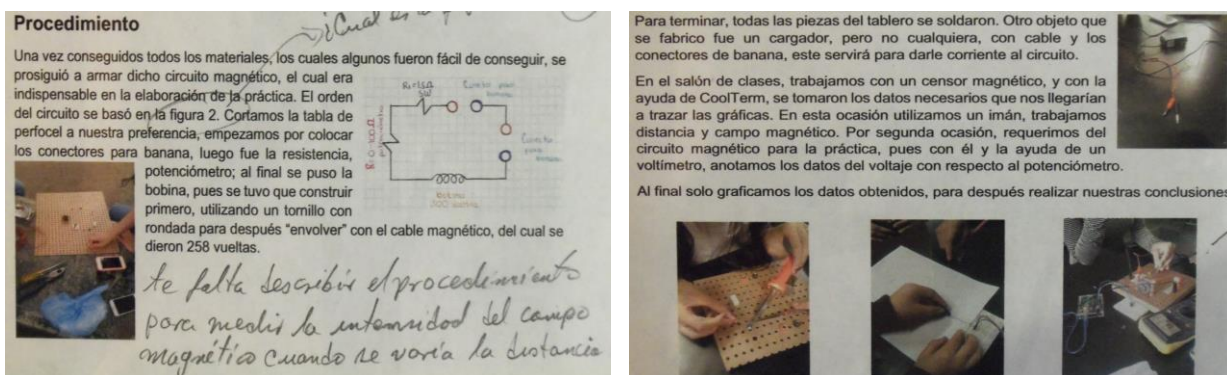 ¿Cual es
Procedimiento
Una vez conseguidos todos los materiales, los cuales algunos fueron fácil de conseguir, se
prosiguió a armar dicho circuito magnético, el cual era
indispensable en la elaboración de la práctica. El orden
del circuito se basó en la figura 2. Cortamos la tabla de
perfocel a nuestra preferencia, empezamos por colocar
los conectores para banana, luego fue la resistencia,
potenciómetro; al final se puso la
bobina, pues se tuvo que construir
primero, utilizando un tornillo con
rondada para después “envolver” con el cable magnético, del cual se
dieron 258 vueltas.
te falta describir el procedimiento
para medir la intensidad del campo
magnético cuando se varía la distancia
Para terminar, todas las piezas del tablero se soldaron. Otro objeto que
se fabrico fue un cargador, pero no cualquiera, con cable y los
conectores de banana, este servirá para darle corriente al circuito.
En el salón de clases, trabajamos con un censor magnético, y con la
ayuda de CoolTerm, se tomaron los datos necesarios que nos llegarían
a trazar las gráficas. En esta ocasión utilizamos un imán, trabajamos
distancia y campo magnético. Por segunda ocasión, requerimos del
circuito magnético para la práctica, pues con él y la ayuda de un
voltímetro, anotamos los datos del voltaje con respecto al potenciómetro.
Al final solo graficamos los datos obtenidos, para después realizar nuestras conclusiones